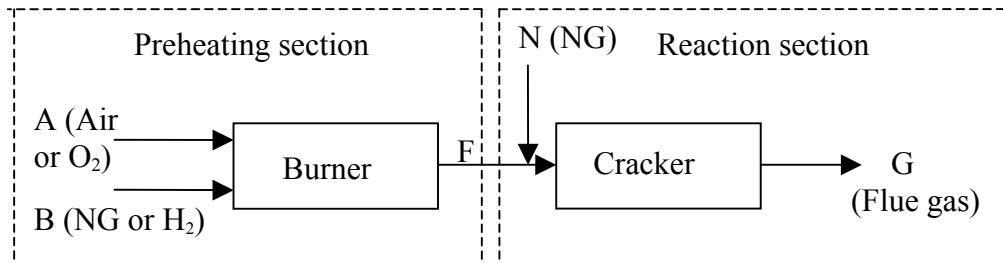 Preheating section
A (Air
or O₂)
B (NG or H₂)
Burner
F
N (NG)
Reaction section
Cracker
G
(Flue gas)